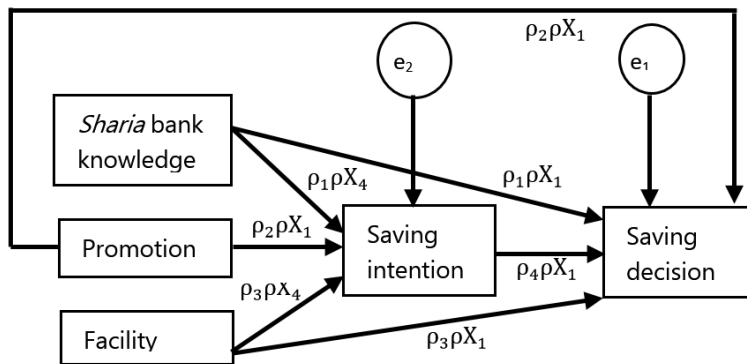 ρ₂ρX₁
e₂
e₁
Sharia bank
knowledge
ρ₁ρX₄
ρ₁ρX₁
Promotion
ρ₂ρX₁
Saving
intention
ρ₄ρX₁
Saving
decision
ρ₃ρx₄
Facility
ρ₃ρX₁